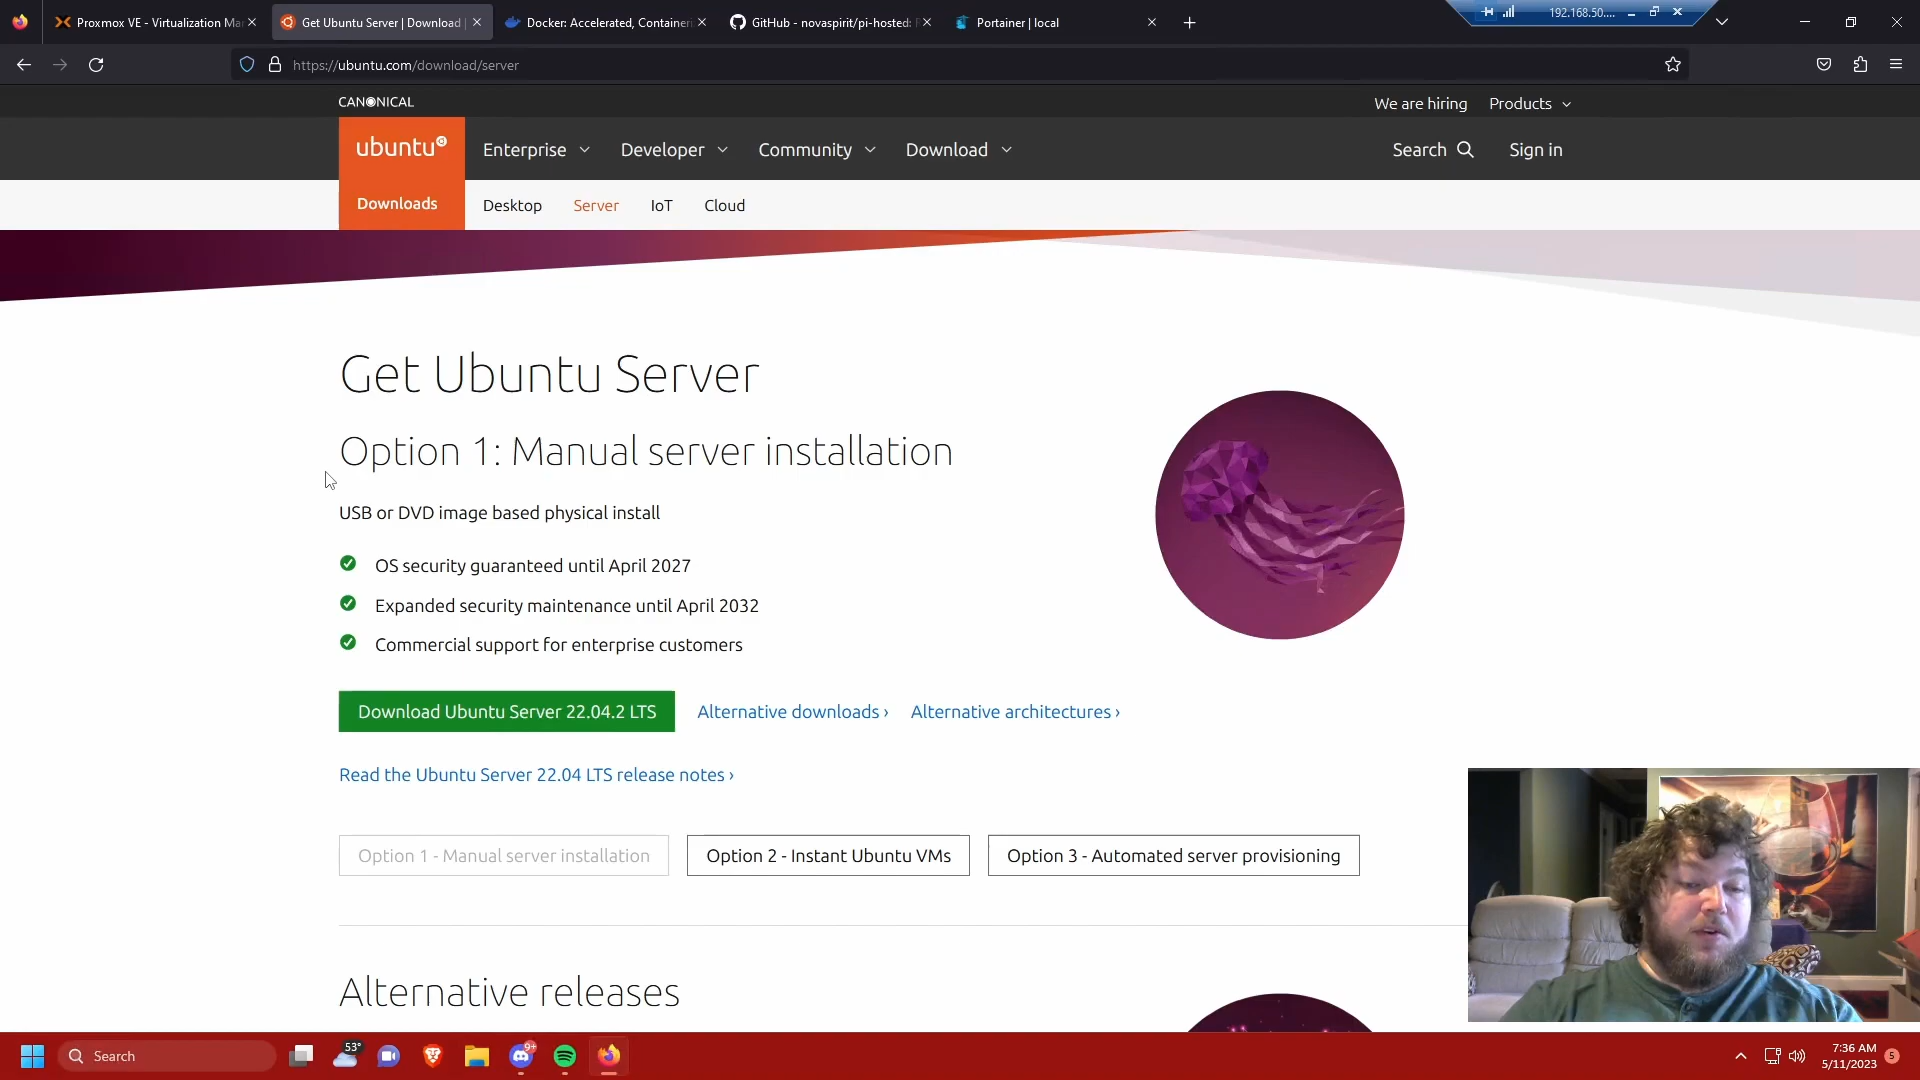 Proxmox VE - Virtualization Ma
Get Ubuntu Server | Download |
Docker: Accelerated, Containeri
GitHub - novaspirit/pi-hosted:
Portainer | local
192.168.50....
https://ubuntu.com/download/server
CANONICAL
We are hiring
Products
ubuntu
Enterprise
Developer
Community
Download
Search
Sign in
Downloads
Desktop
Server
IoT
Cloud
Get Ubuntu Server
Option 1: Manual server installation
USB or DVD image based physical install
OS security guaranteed until April 2027
Expanded security maintenance until April 2032
Commercial support for enterprise customers
Download Ubuntu Server 22.04.2 LTS
Alternative downloads ›
Alternative architectures ›
Read the Ubuntu Server 22.04 LTS release notes ›
Option 1 - Manual server installation
Option 2 - Instant Ubuntu VMs
Option 3 - Automated server provisioning
Alternative releases
Search
53°
9+
7:36 AM
5/11/2023
5